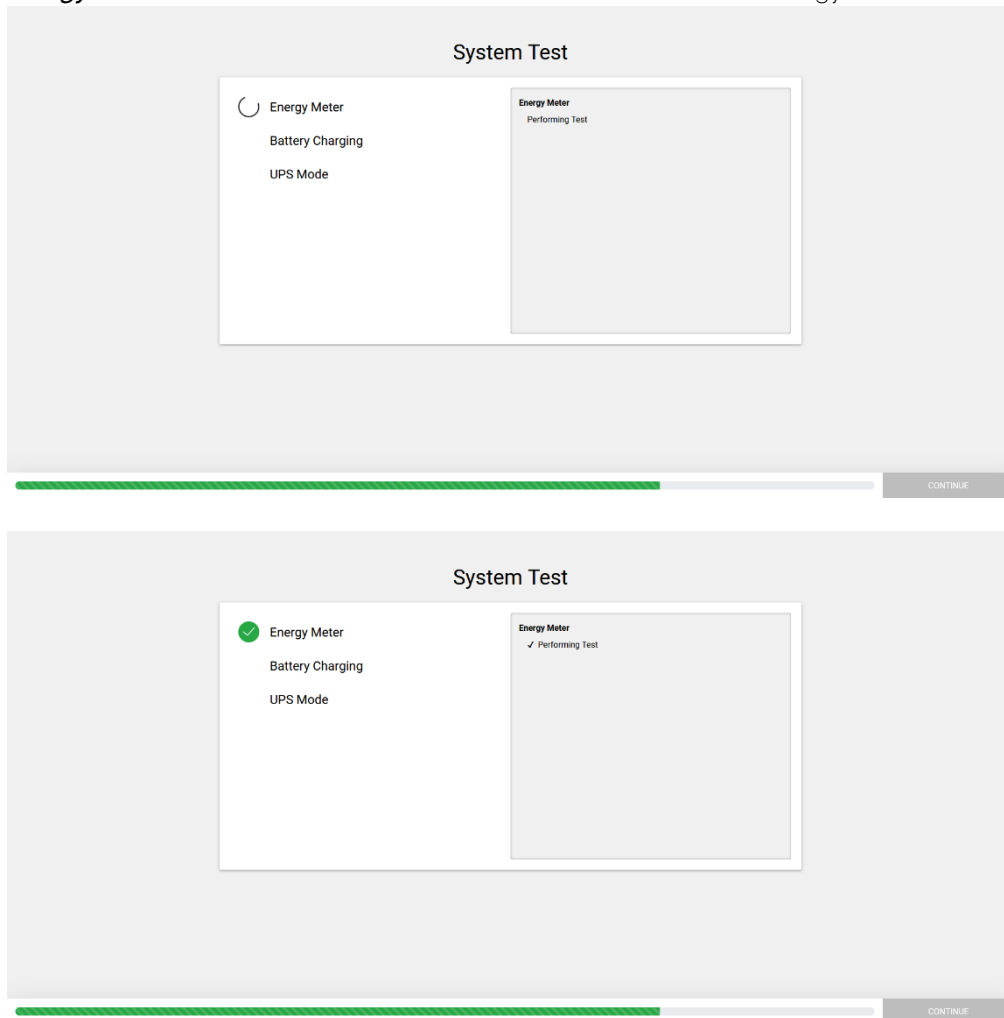 System Test
Energy Meter
Battery Charging
UPS Mode
Energy Meter
Performing Test
CONTINUE
System Test
Energy Meter
Battery Charging
UPS Mode
Energy Meter
✓ Performing Test
CONTINUE